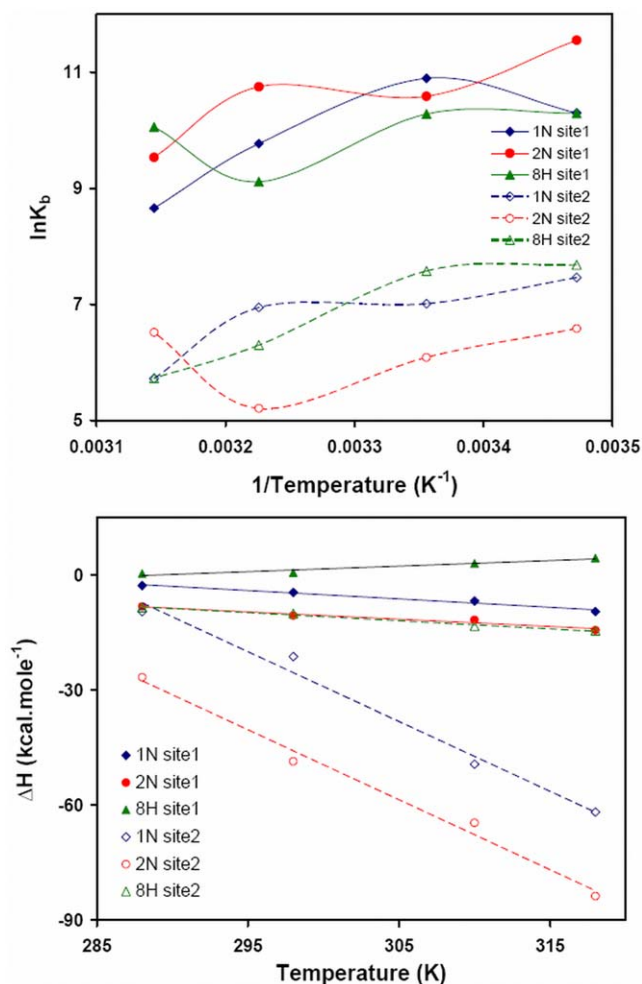 11
9
7
5
lnK_b
1N site1
2N site1
8H site1
1N site2
2N site2
8H site2
0.0031 0.0032 0.0033 0.0034 0.0035
1/Temperature (K⁻¹)
0
-30
-60
-90
ΔH (kcal.mole⁻¹)
1N site1
2N site1
8H site1
1N site2
2N site2
8H site2
285 295 305 315
Temperature (K)